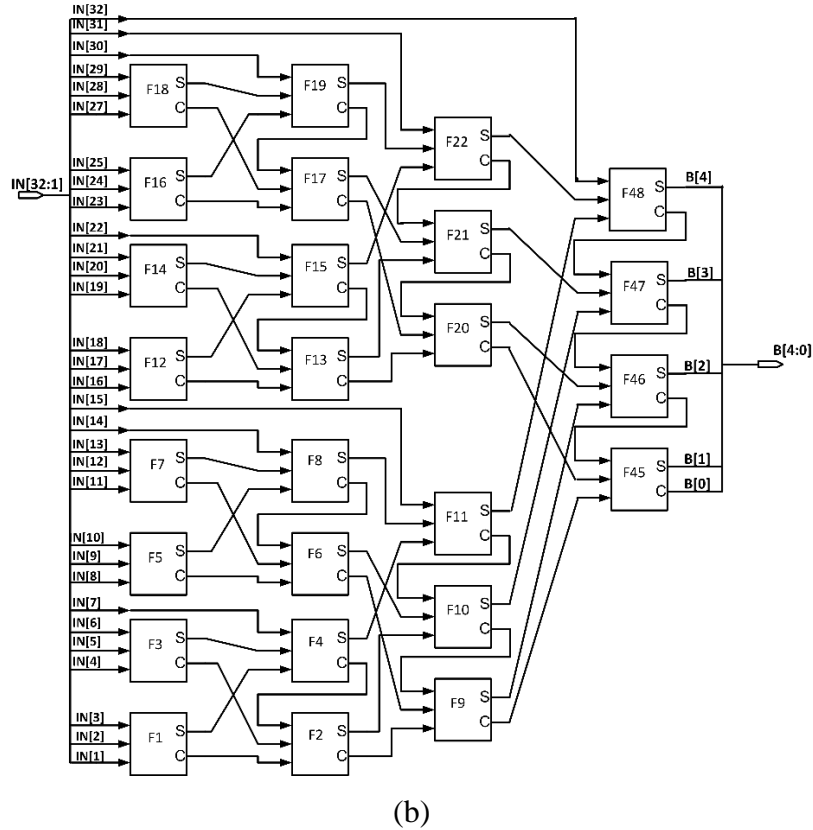 IN[32]
IN[31]
IN[30]
IN[29]
IN[28]
IN[27]
F18 S C
F19 S C
IN[25]
IN[24]
IN[23]
F16 S C
F17 S C
F22 S C
IN[32:1]
F48 S C
B[4]
IN[22]
IN[21]
IN[20]
IN[19]
F14 S C
F15 S C
F21 S C
F47 S C
B[3]
IN[18]
IN[17]
IN[16]
F12 S C
F13 S C
F20 S C
F46 S C
B[2]
B[4:0]
IN[15]
IN[14]
IN[13]
IN[12]
IN[11]
F7 S C
F8 S C
F45 S C
B[1]
B[0]
N[10]
IN[9]
IN[8]
F5 S C
F6 S C
F11 S C
IN[7]
IN[6]
IN[5]
IN[4]
F3 S C
F4 S C
F10 S C
IN[3]
IN[2]
IN[1]
F1 S C
F2 S C
F9 S C
(b)